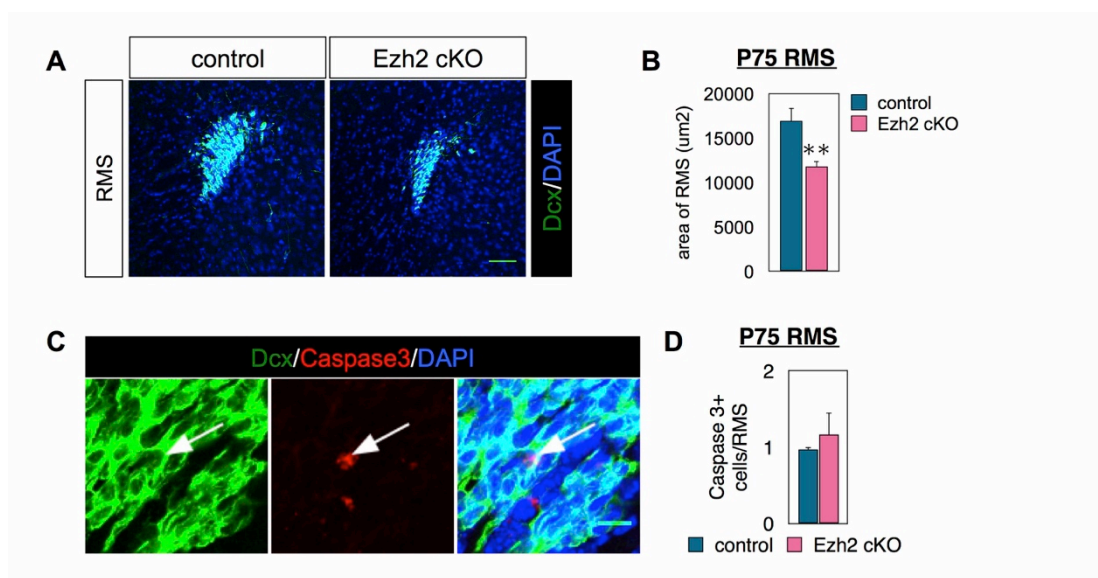 A
control
Ezh2 cKO
RMS
Dcx/DAPI
B
P75 RMS
area of RMS (um2)
20000
15000
10000
5000
0
**
control
Ezh2 cKO
C
Dcx/Caspase3/DAPI
D
P75 RMS
Caspase 3+
cells/RMS
2
1
0
control
Ezh2 cKO